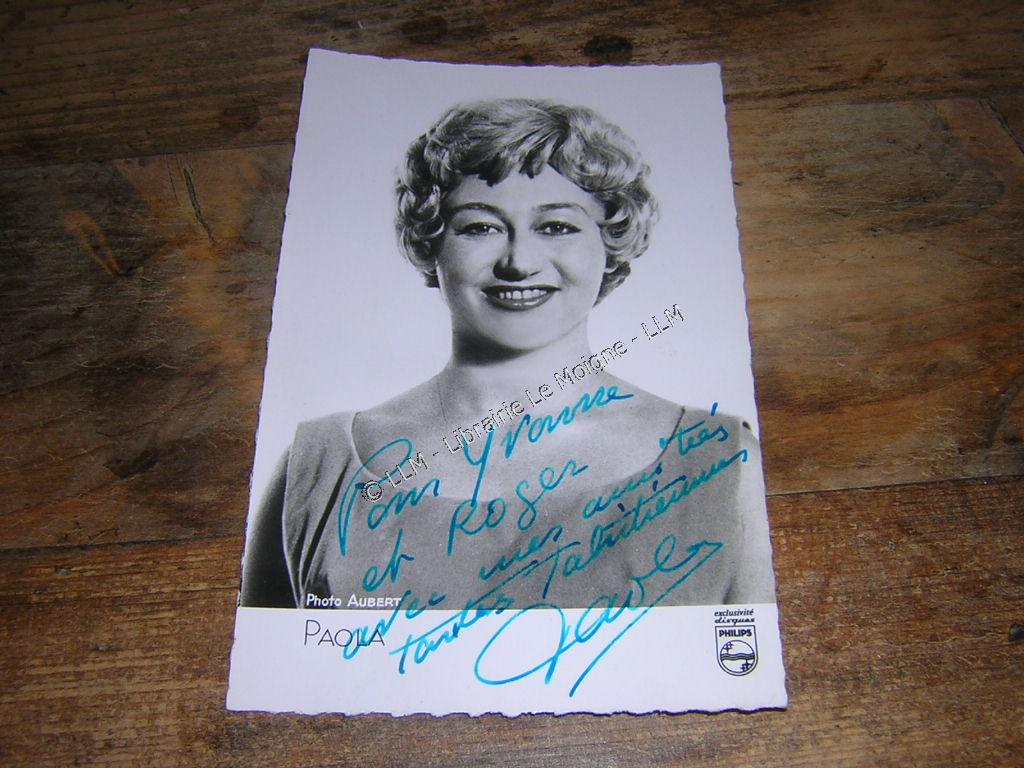 © LLM - Librairie Le Moigne - LLM
Pour Yvonne
et Roger
avec mes amitiés
toutes Tahitiennes
Paola
Photo AUBERT
PAOLA
exclusivité
disques
PHILIPS